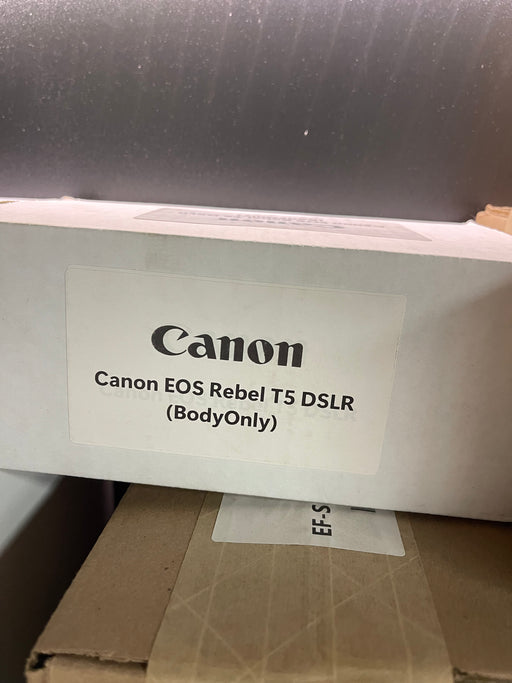 Canon
Canon EOS Rebel T5 DSLR
(BodyOnly)
EF-S